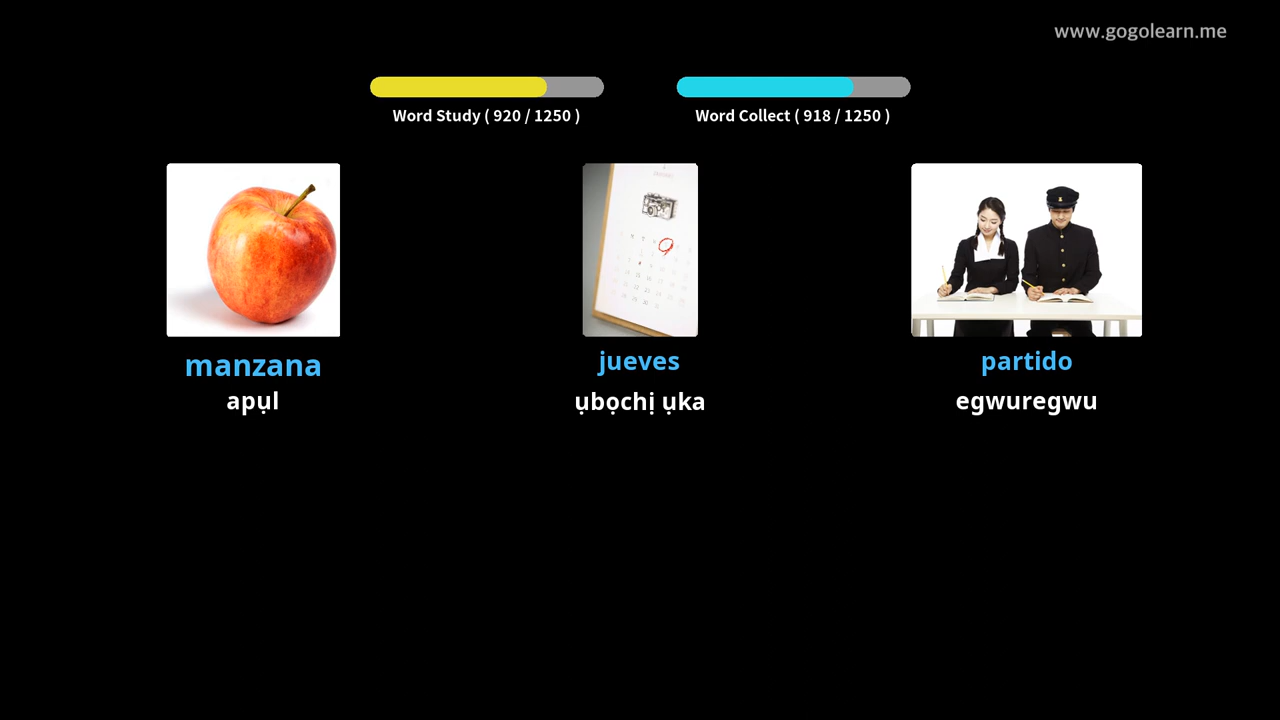 www.gogolearn.me
Word Study ( 920 / 1250 )
Word Collect ( 918 / 1250 )
manzana
apụl
jueves
ụbọchị ụka
partido
egwuregwu